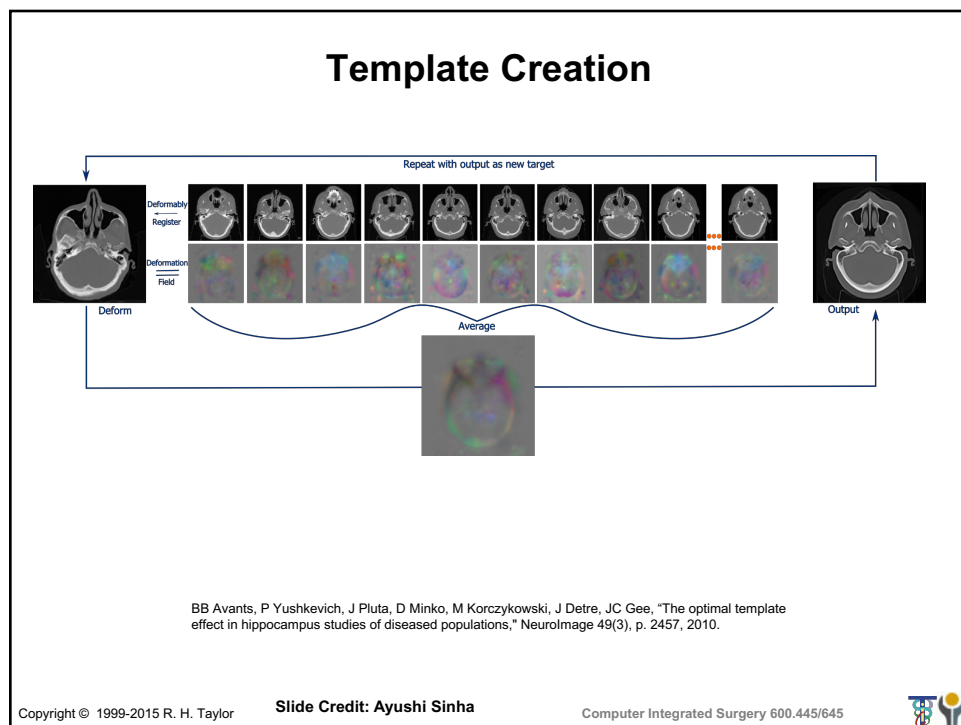 Template Creation
Repeat with output as new target
Deformably
Register
Deformation
Field
Deform
Average
Output
BB Avants, P Yushkevich, J Pluta, D Minko, M Korczykowski, J Detre, JC Gee, “The optimal template
effect in hippocampus studies of diseased populations," NeuroImage 49(3), p. 2457, 2010.
Copyright © 1999-2015 R. H. Taylor
Slide Credit: Ayushi Sinha
Computer Integrated Surgery 600.445/645